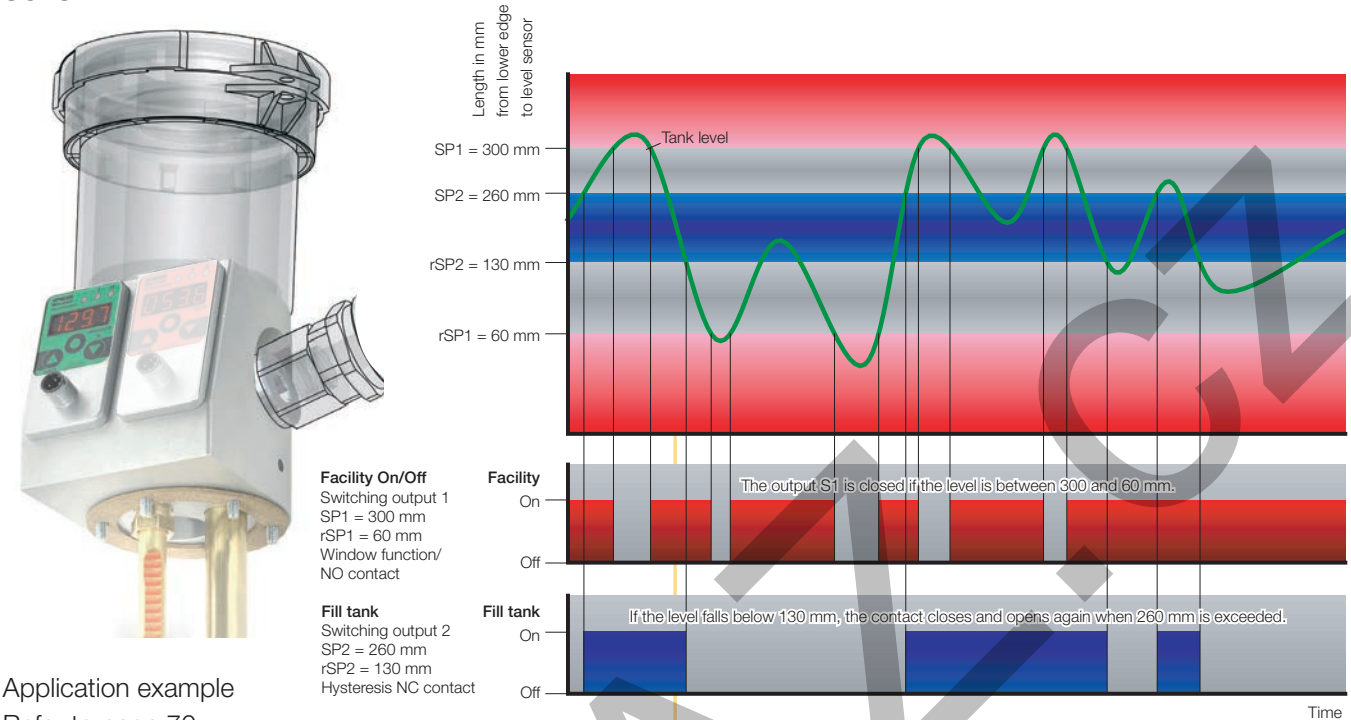 Length in mm
from lower edge
to level sensor
Tank level
SP1 = 300 mm
SP2 = 260 mm
rSP2 = 130 mm
rSP1 = 60 mm
129.7
Facility On/Off
Switching output 1
SP1 = 300 mm
rSP1 = 60 mm
Window function/
NO contact
Facility
On
Off
The output S1 is closed if the level is between 300 and 60 mm.
Fill tank
Switching output 2
SP2 = 260 mm
rSP2 = 130 mm
Hysteresis NC contact
Fill tank
On
Off
If the level falls below 130 mm, the contact closes and opens again when 260 mm is exceeded.
Time
Application example
Z.CZ